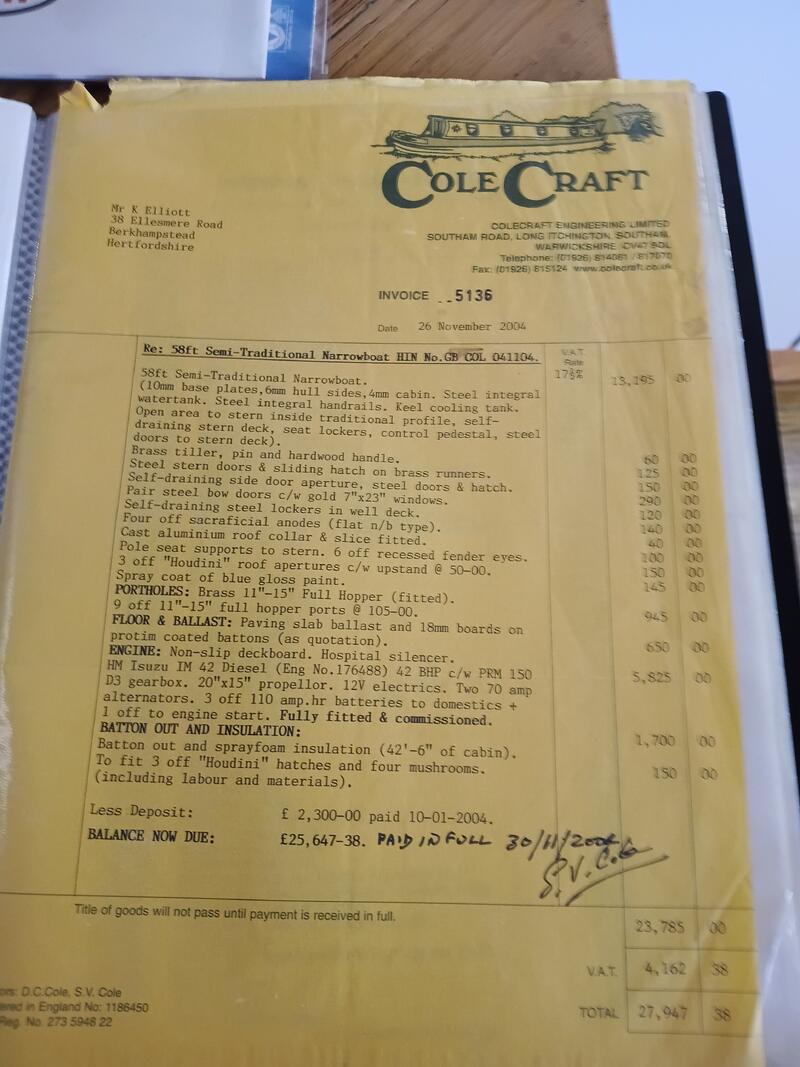 COLECRAFT
COLECRAFT ENGINEERING LIMITED
SOUTHAM ROAD, LONG ITCHINGTON, SOUTHAM,
WARWICKSHIRE CV47 9QL
Telephone: (01926) 814081 / 817070
Fax: (01926) 815124 www.colecraft.co.uk
Mr K Elliott
38 Ellesmere Road
Berkhampstead
Hertfordshire
INVOICE 5136
Date 26 November 2004
Re: 58ft Semi-Traditional Narrowboat HIN No.GB COL 041104.
V.A.T. Rate
58ft Semi-Traditional Narrowboat. 17½% 13,195 00
(10mm base plates,6mm hull sides,4mm cabin. Steel integral
watertank. Steel integral handrails. Keel cooling tank.
Open area to stern inside traditional profile, self-
draining stern deck, seat lockers, control pedestal, steel
doors to stern deck).
Brass tiller, pin and hardwood handle. 60 00
Steel stern doors & sliding hatch on brass runners. 125 00
Self-draining side door aperture, steel doors & hatch. 150 00
Pair steel bow doors c/w gold 7"x23" windows. 290 00
Self-draining steel lockers in well deck. 120 00
Four off sacraficial anodes (flat n/b type). 140 00
Cast aluminium roof collar & slice fitted. 40 00
Pole seat supports to stern. 6 off recessed fender eyes. 100 00
3 off "Houdini" roof apertures c/w upstand @ 50-00. 150 00
Spray coat of blue gloss paint. 145 00
PORTHOLES: Brass 11"-15" Full Hopper (fitted).
9 off 11"-15" full hopper ports @ 105-00. 945 00
FLOOR & BALLAST: Paving slab ballast and 18mm boards on
protim coated battons (as quotation). 650 00
ENGINE: Non-slip deckboard. Hospital silencer.
HM Isuzu IM 42 Diesel (Eng No.176488) 42 BHP c/w PRM 150 5,825 00
D3 gearbox. 20"x15" propellor. 12V electrics. Two 70 amp
alternators. 3 off 110 amp.hr batteries to domestics +
1 off to engine start. Fully fitted & commissioned.
BATTON OUT AND INSULATION:
Batton out and sprayfoam insulation (42'-6" of cabin). 1,700 00
To fit 3 off "Houdini" hatches and four mushrooms. 150 00
(including labour and materials).
Less Deposit: £ 2,300-00 paid 10-01-2004.
BALANCE NOW DUE: £25,647-38. PAID IN FULL 30/11/2004
Title of goods will not pass until payment is received in full.
23,785 00
V.A.T. 4,162 38
TOTAL 27,947 38
ors: D.C.Cole, S.V. Cole
ered in England No: 1186450
Reg. No. 273 5948 22